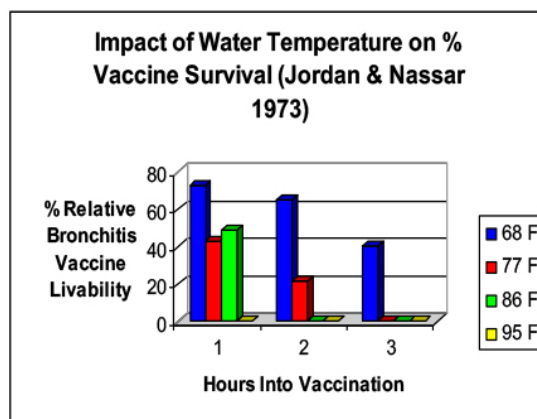 Impact of Water Temperature on %
Vaccine Survival (Jordan & Nassar
1973)
% Relative
Bronchitis
Vaccine
Livability
80
60
40
20
0
1 2 3
Hours Into Vaccination
68 F
77 F
86 F
95 F